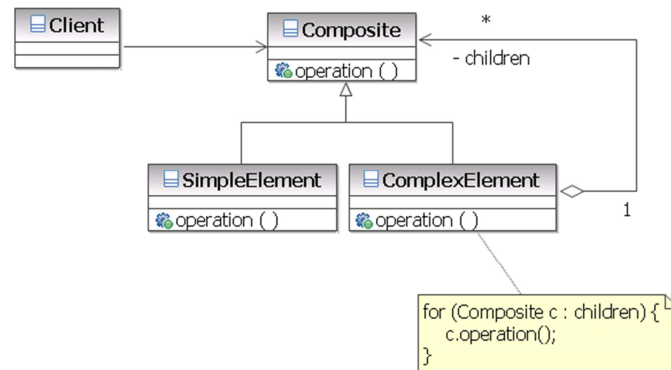 Client
Composite
operation ( )
*
- children
SimpleElement
operation ( )
ComplexElement
operation ( )
1
for (Composite c : children) {
c.operation();
}